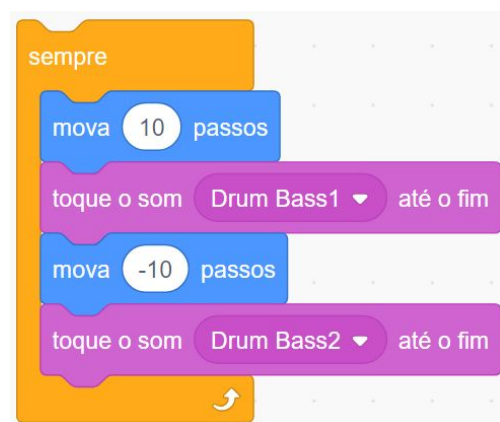 sempre
mova 10 passos
toque o som Drum Bass1 até o fim
mova -10 passos
toque o som Drum Bass2 até o fim